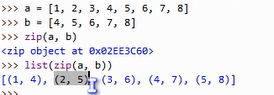 >>> a = [1, 2, 3, 4, 5, 6, 7, 8]
>>> b = [4, 5, 6, 7, 8]
>>> zip(a, b)
<zip object at 0x02EE3C60>
>>> list(zip(a, b))
[(1, 4), (2, 5), (3, 6), (4, 7), (5, 8)]
>>>